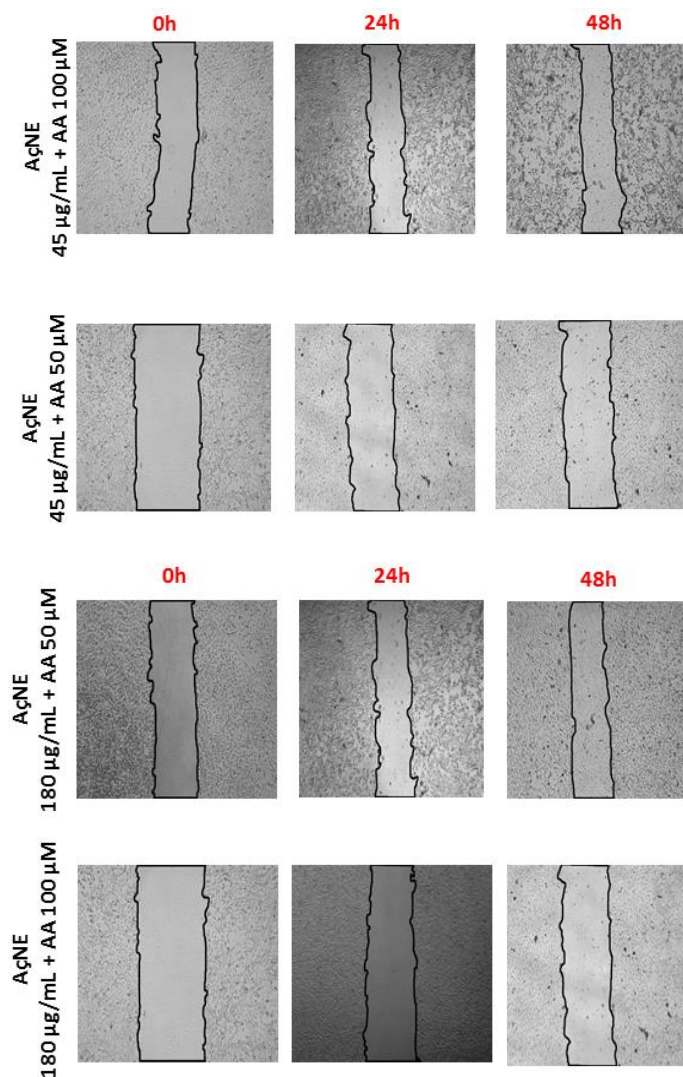 0h 24h 48h
AçNE
45 µg/mL + AA 100 µM
AçNE
45 µg/mL + AA 50 µM
0h 24h 48h
AçNE
180 µg/mL + AA 50 µM
AçNE
180 µg/mL + AA 100 µM